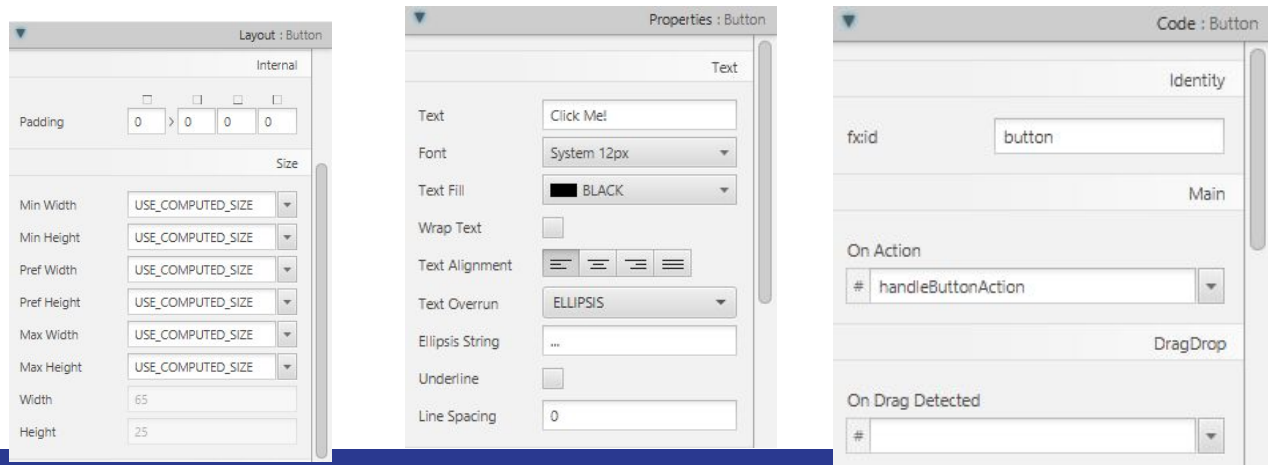 Layout : Button
Internal
Padding 0 > 0 0 0
Size
Min Width USE_COMPUTED_SIZE
Min Height USE_COMPUTED_SIZE
Pref Width USE_COMPUTED_SIZE
Pref Height USE_COMPUTED_SIZE
Max Width USE_COMPUTED_SIZE
Max Height USE_COMPUTED_SIZE
Width 65
Height 25
Properties : Button
Text
Text Click Me!
Font System 12px
Text Fill BLACK
Wrap Text
Text Alignment
Text Overrun ELLIPSIS
Ellipsis String ...
Underline
Line Spacing 0
Code : Button
Identity
fx:id button
Main
On Action
# handleButtonAction
DragDrop
On Drag Detected
#